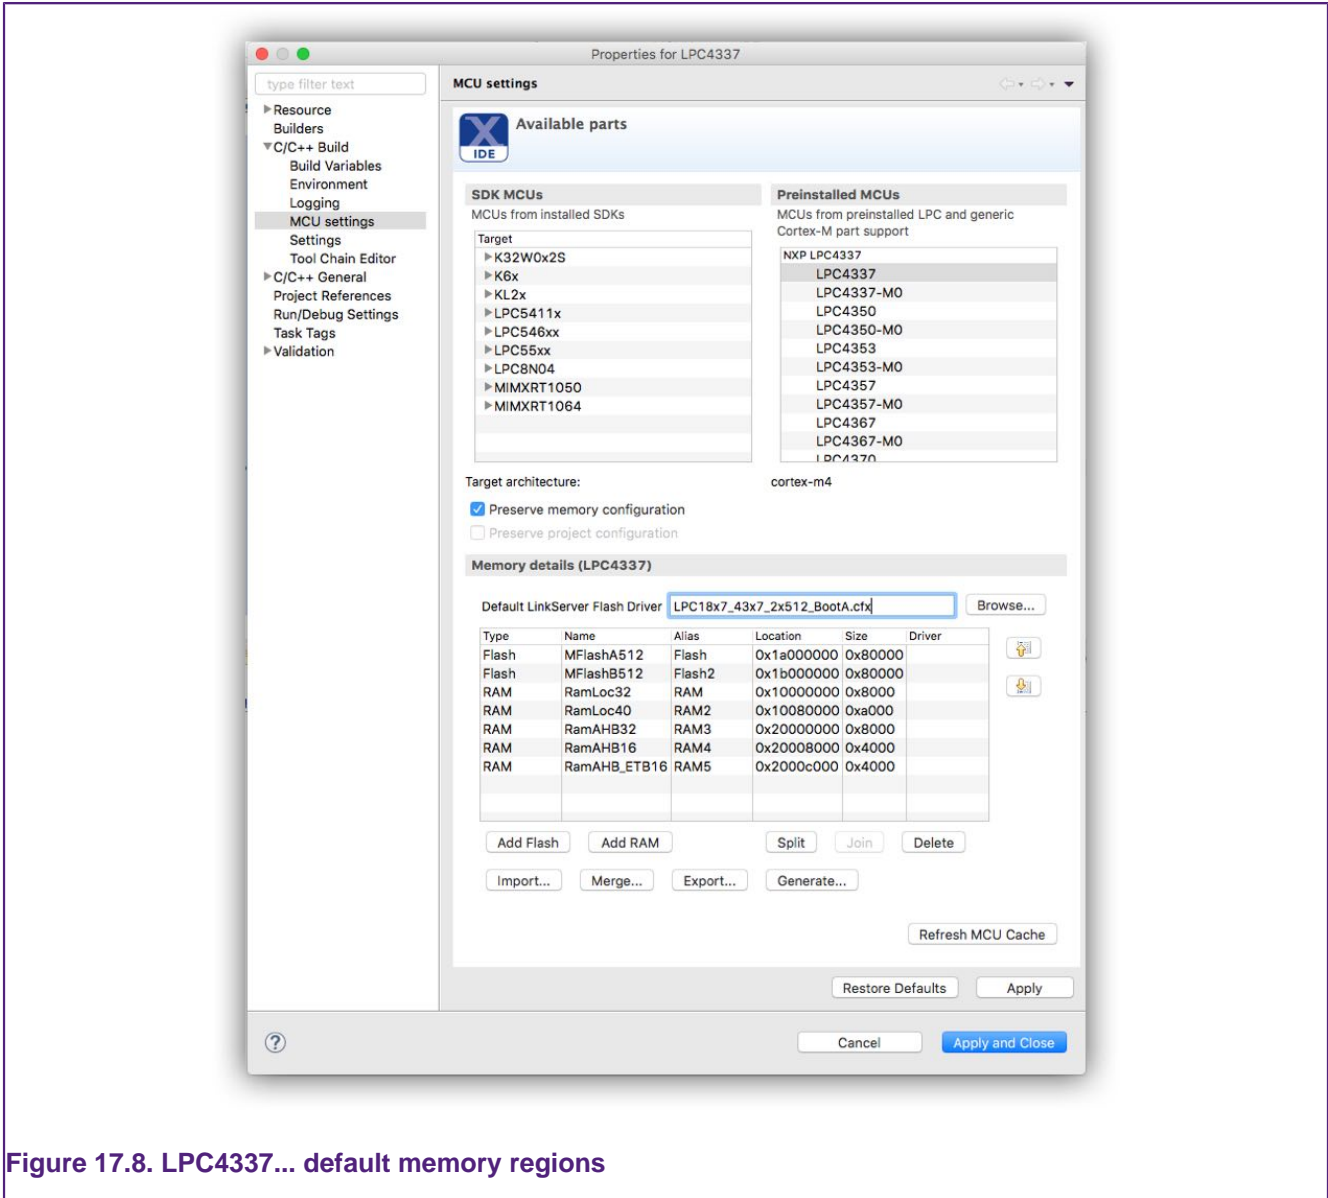 Properties for LPC4337
type filter text
MCU settings
Resource
Builders
C/C++ Build
Build Variables
Environment
Logging
MCU settings
Settings
Tool Chain Editor
C/C++ General
Project References
Run/Debug Settings
Task Tags
Validation
IDE
Available parts
SDK MCUs
MCUs from installed SDKs
Target
K32W0x2S
K6x
KL2x
LPC5411x
LPC546xx
LPC55xx
LPC8N04
MIMXRT1050
MIMXRT1064
Preinstalled MCUs
MCUs from preinstalled LPC and generic
Cortex-M part support
NXP LPC4337
LPC4337
LPC4337-M0
LPC4350
LPC4350-M0
LPC4353
LPC4353-M0
LPC4357
LPC4357-M0
LPC4367
LPC4367-M0
LPC4370
Target architecture: cortex-m4
Preserve memory configuration
Preserve project configuration
Memory details (LPC4337)
Default LinkServer Flash Driver LPC18x7_43x7_2x512_BootA.cfx Browse...
Type Name Alias Location Size Driver
Flash MFlashA512 Flash 0x1a000000 0x80000
Flash MFlashB512 Flash2 0x1b000000 0x80000
RAM RamLoc32 RAM 0x10000000 0x8000
RAM RamLoc40 RAM2 0x10080000 0xa000
RAM RamAHB32 RAM3 0x20000000 0x8000
RAM RamAHB16 RAM4 0x20008000 0x4000
RAM RamAHB_ETB16 RAM5 0x2000c000 0x4000
Add Flash Add RAM Split Join Delete
Import... Merge... Export... Generate...
Refresh MCU Cache
Restore Defaults Apply
? Cancel Apply and Close
Figure 17.8. LPC4337... default memory regions